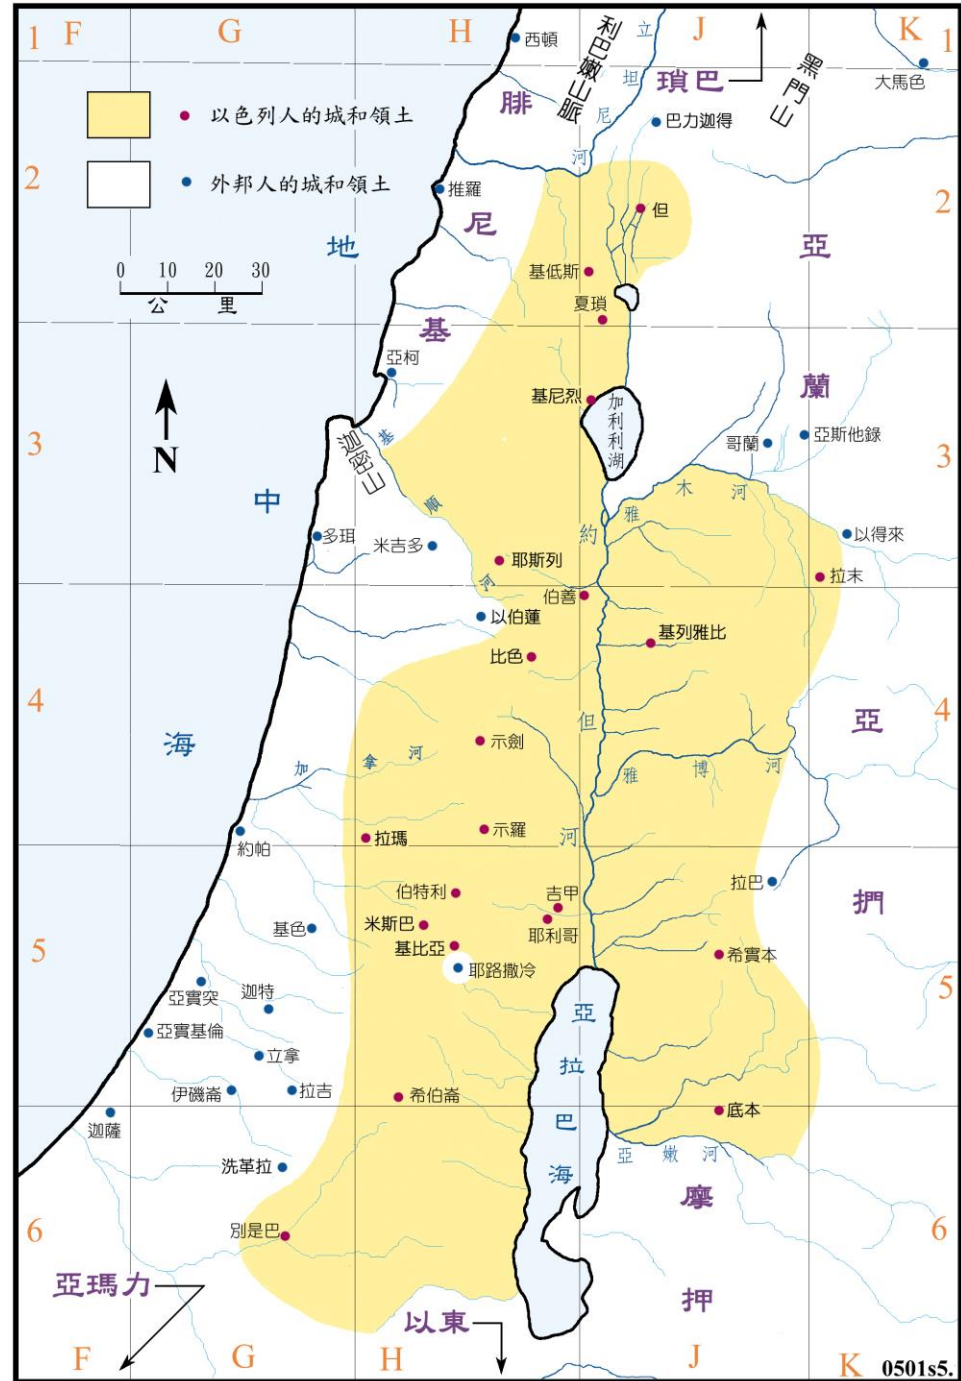 F G H J K
1 1
西頓
利巴嫩山脈
立坦尼河
瑣巴
黑門山
大馬色
腓尼基
以色列人的城和領土
外邦人的城和領土
巴力迦得
2 2
推羅
但
亞蘭
地中海
0 10 20 30
公里
基低斯
夏瑣
亞柯
基尼烈
加利利湖
哥蘭
亞斯他錄
N
3 3
迦密山
基順河
雅木河
約但河
多珥
米吉多
耶斯列
以得來
拉末
伯善
以伯蓮
基列雅比
比色
4 4
亞捫
示劍
加拿河
雅博河
約帕
拉瑪
示羅
拉巴
伯特利
吉甲
米斯巴
耶利哥
基色
基比亞
希實本
耶路撒冷
5 5
亞實突
迦特
亞實基倫
立拿
亞拉巴海
伊磯崙
拉吉
希伯崙
底本
迦薩
亞嫩河
洗革拉
摩押
6 6
別是巴
亞瑪力
以東
F G H J K
0501s5.